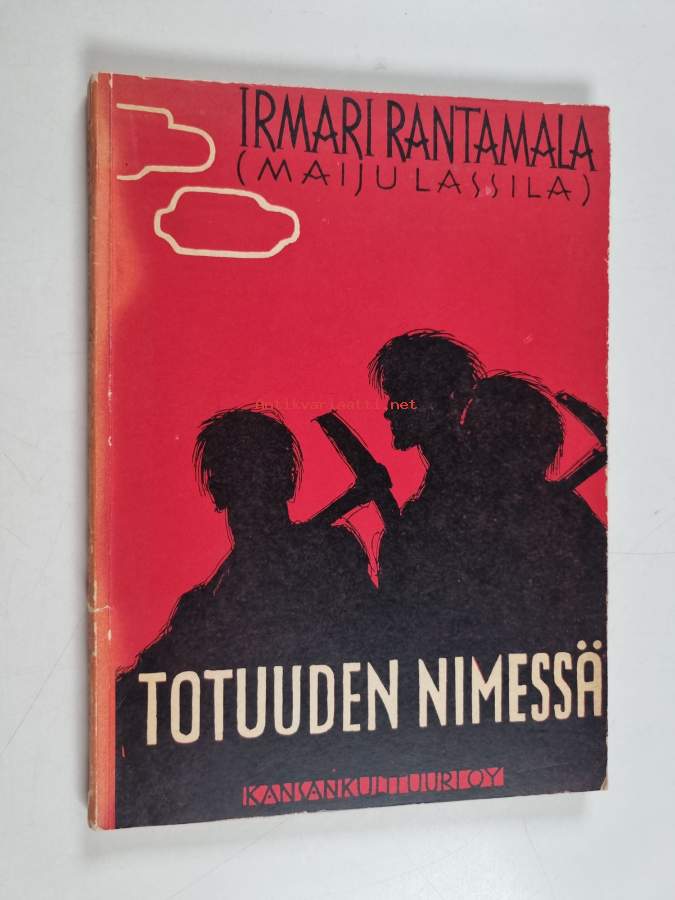 IRMARI RANTAMALA
(MAIJU LASSILA)
antikvariaatti.net
TOTUUDEN NIMESSÄ
KANSANKULTTUURI OY